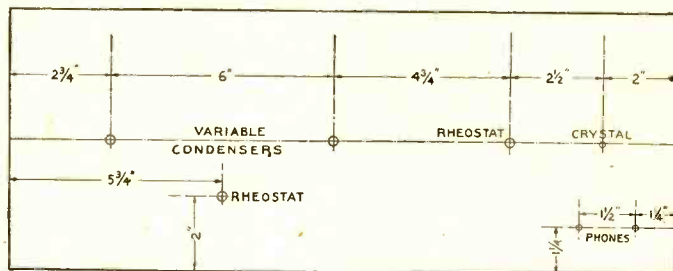 2¾" 6" 4¾" 2½" 2"
VARIABLE RHEOSTAT CRYSTAL
CONDENSERS
5¾"
RHEOSTAT
2"
1½" 1¼"
1¼
PHONES